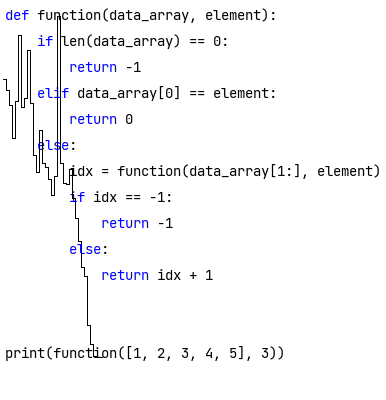 def function(data_array, element):
    if len(data_array) == 0:
        return -1
    elif data_array[0] == element:
        return 0
    else:
        idx = function(data_array[1:], element)
        if idx == -1:
            return -1
        else:
            return idx + 1
print(function([1, 2, 3, 4, 5], 3))